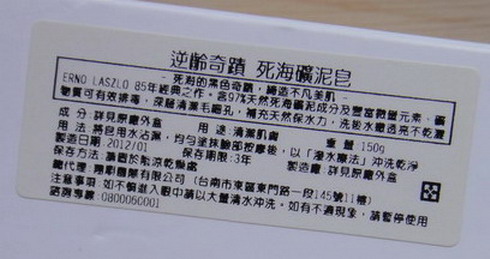 逆齡奇蹟 死海礦泥皂
- 死海的黑色奇蹟，締造不凡美肌 -
ERNO LASZLO 85年經典之作。含97%天然死海礦泥成分及豐富微量元素、礦
物質可有效排毒，深層清潔毛細孔，補充天然保水力，洗後水嫩透亮不乾澀
成 分：詳見原廠外盒 用 途：清潔肌膚 重 量：150g
用 法：將皂用水沾濕，均勻塗抹臉部按摩後，以「潑水療法」沖洗乾淨
製造日期：2012/01 保存期限：3年 製造廠：詳見原廠外盒
保存方法：請置於陰涼乾燥處
總代理：翔剛國際有限公司（台南市東區東門路一段145號11樓）
注意事項：如不慎進入眼中請以大量清水沖洗。如有不適現象，請暫停使用
諮詢專線：0800060001